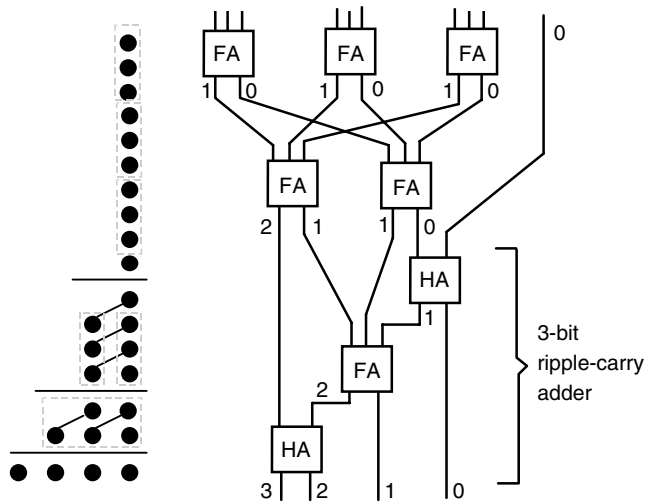 0
FA FA FA
1 0 1 0 1 0
FA FA
2 1 1 0
HA
1
3-bit
ripple-carry
adder
FA
2
HA
3 2 1 0